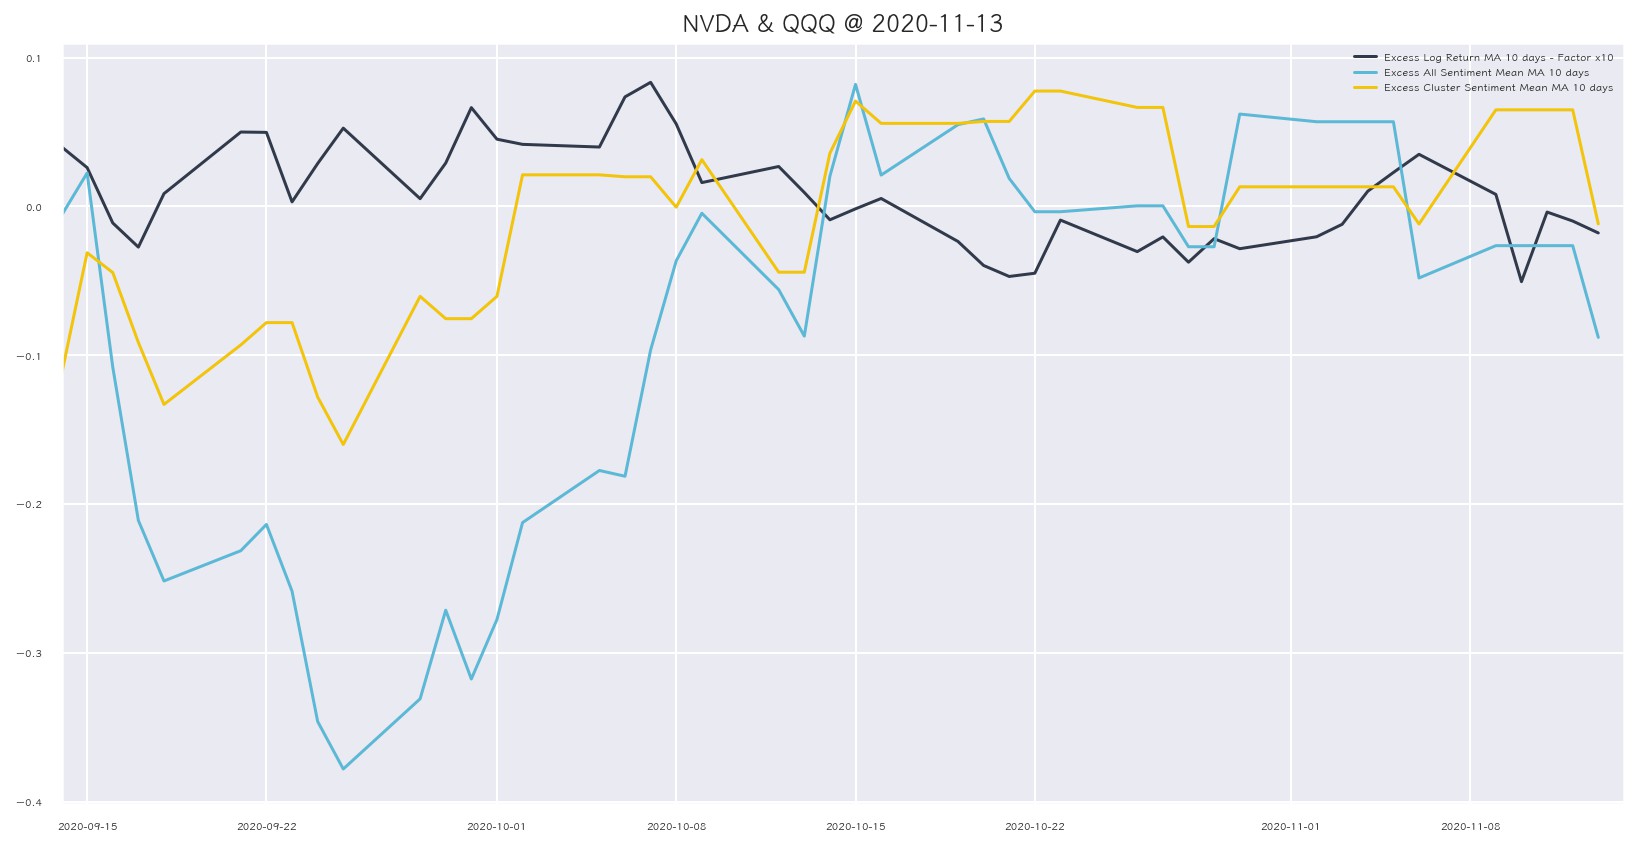 NVDA & QQQ @ 2020-11-13
Excess Log Return MA 10 days - Factor x10
Excess All Sentiment Mean MA 10 days
Excess Cluster Sentiment Mean MA 10 days
0.1
0.0
−0.1
−0.2
−0.3
−0.4
2020-09-15 2020-09-22 2020-10-01 2020-10-08 2020-10-15 2020-10-22 2020-11-01 2020-11-08